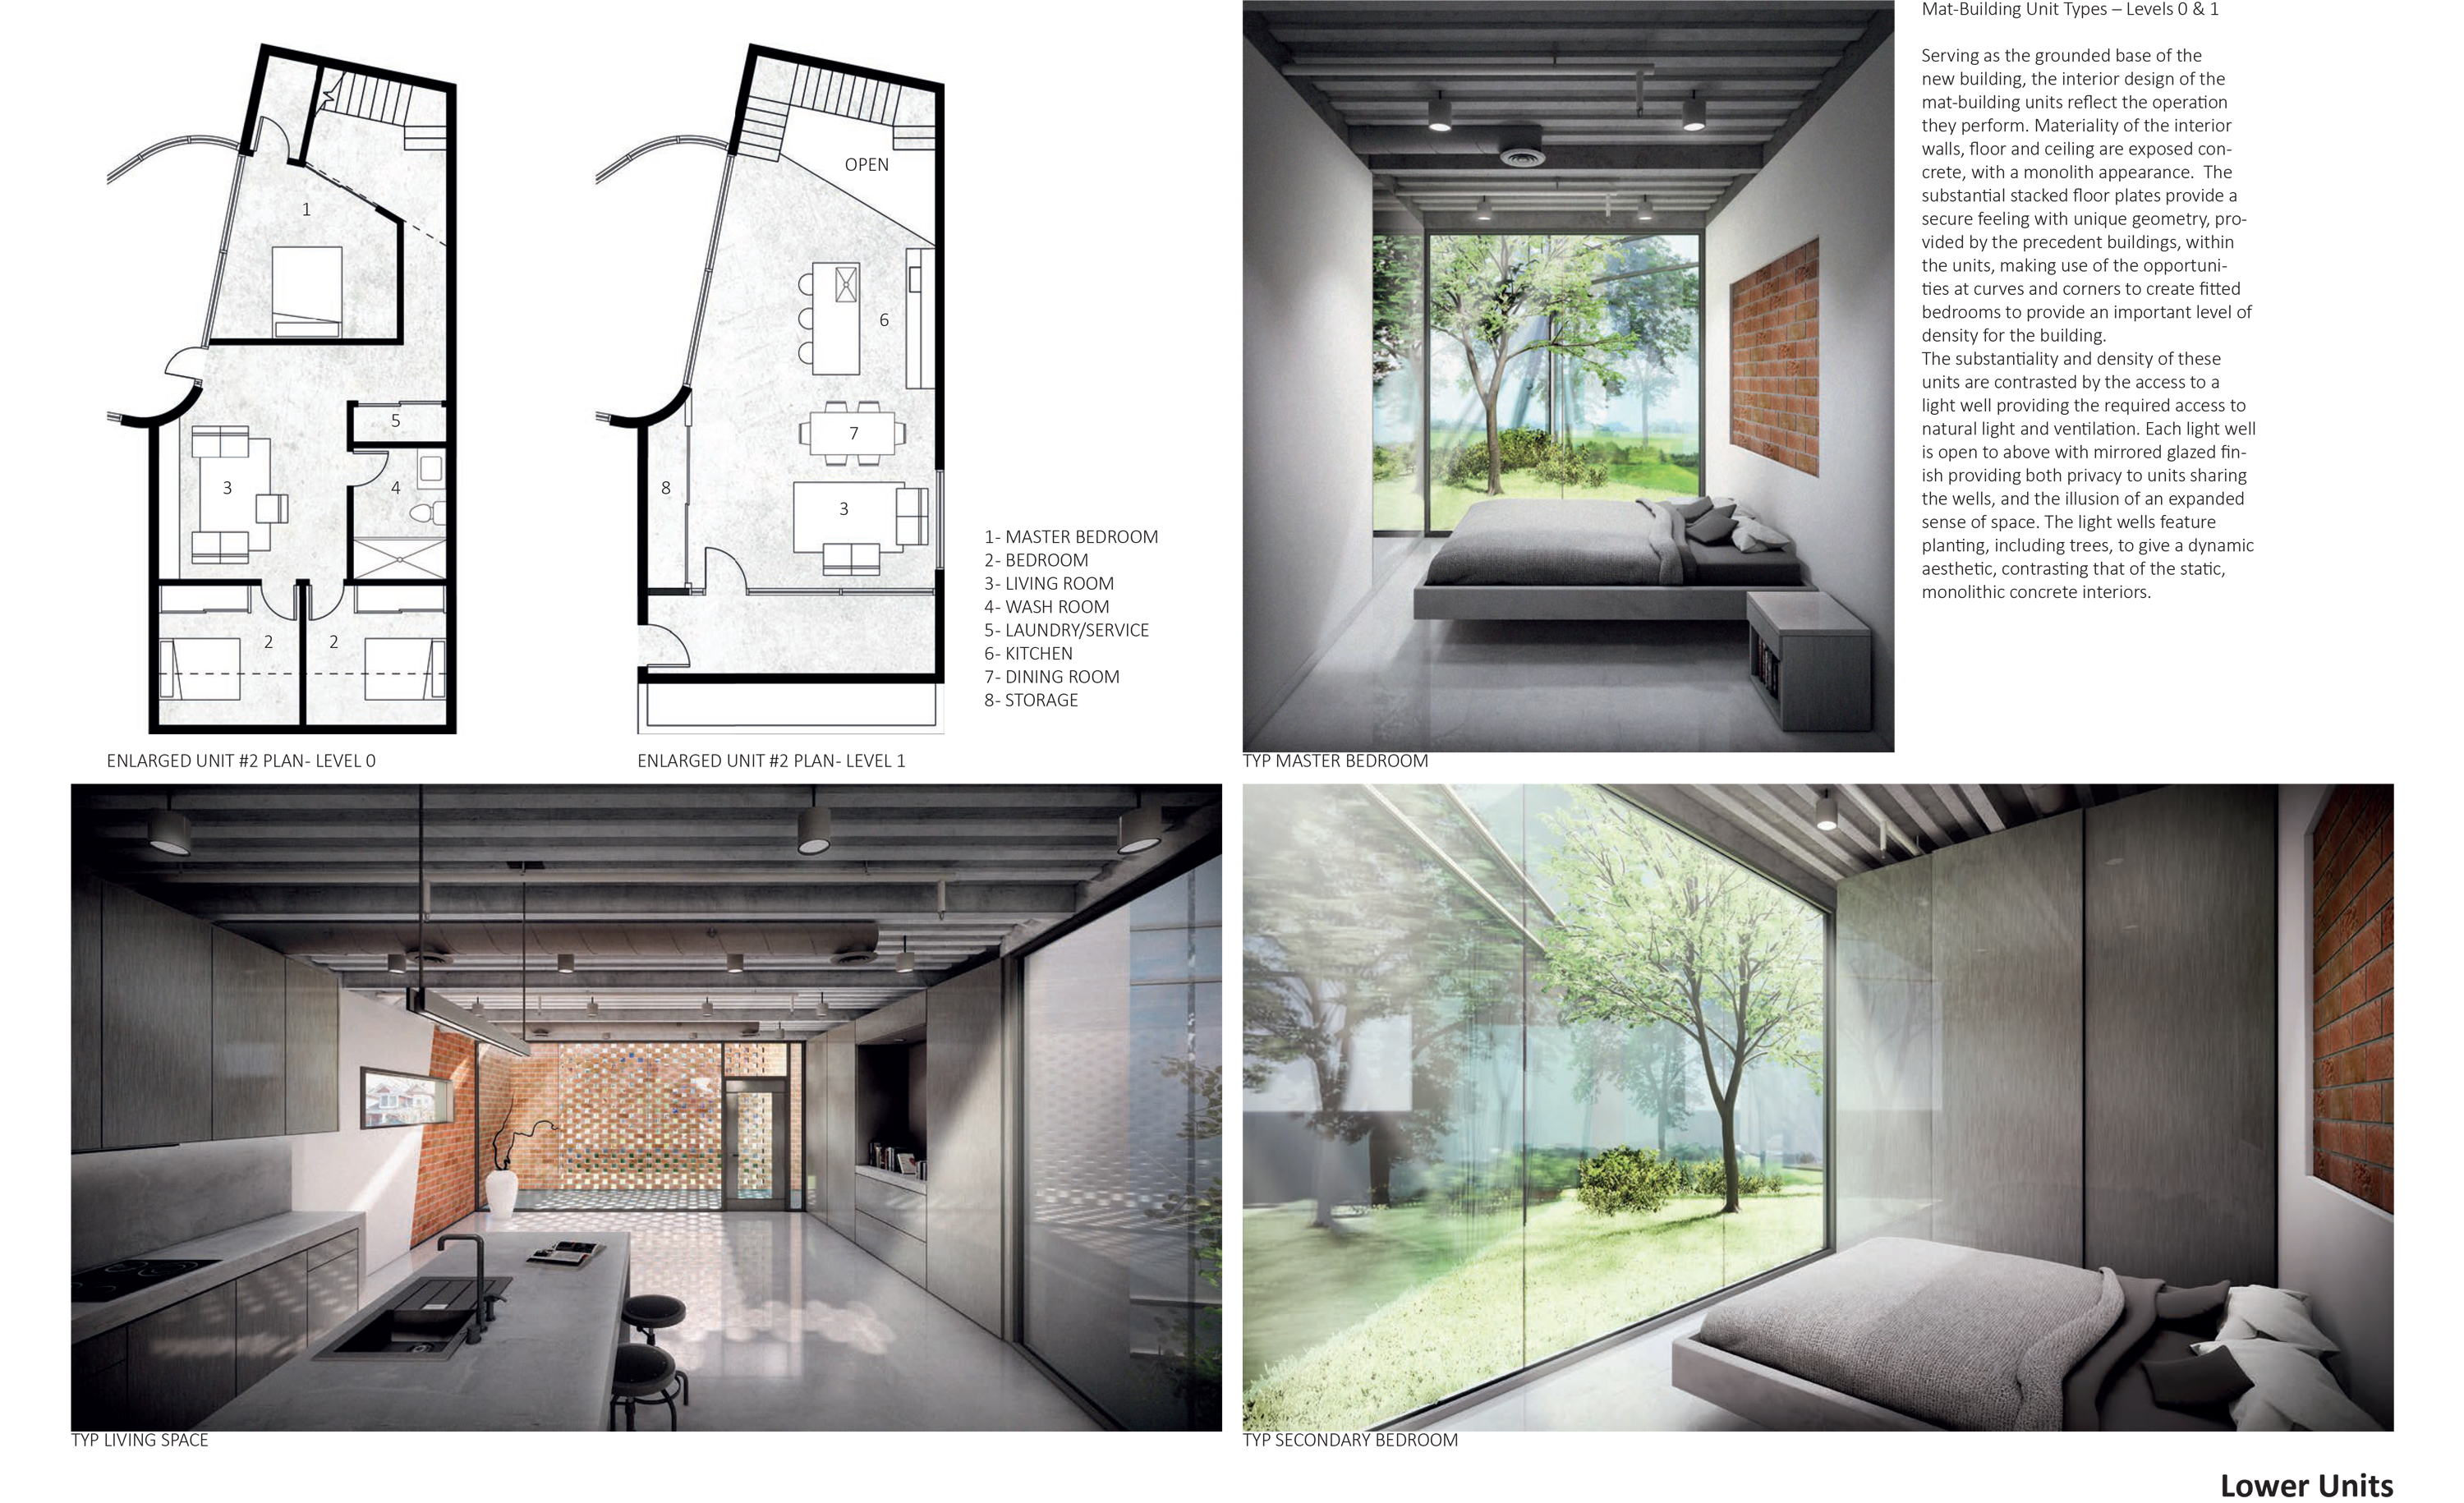 Mat-Building Unit Types – Levels 0 & 1
Serving as the grounded base of the
new building, the interior design of the
mat-building units reflect the operation
they perform. Materiality of the interior
walls, floor and ceiling are exposed con-
crete, with a monolith appearance.  The
substantial stacked floor plates provide a
secure feeling with unique geometry, pro-
vided by the precedent buildings, within
the units, making use of the opportuni-
ties at curves and corners to create fitted
bedrooms to provide an important level of
density for the building.
The substantiality and density of these
units are contrasted by the access to a
light well providing the required access to
natural light and ventilation. Each light well
is open to above with mirrored glazed fin-
ish providing both privacy to units sharing
the wells, and the illusion of an expanded
sense of space. The light wells feature
planting, including trees, to give a dynamic
aesthetic, contrasting that of the static,
monolithic concrete interiors.
1
5
3
4
2
2
ENLARGED UNIT #2 PLAN- LEVEL 0
OPEN
6
7
8
3
ENLARGED UNIT #2 PLAN- LEVEL 1
1- MASTER BEDROOM
2- BEDROOM
3- LIVING ROOM
4- WASH ROOM
5- LAUNDRY/SERVICE
6- KITCHEN
7- DINING ROOM
8- STORAGE
TYP MASTER BEDROOM
TYP LIVING SPACE
TYP SECONDARY BEDROOM
Lower Units